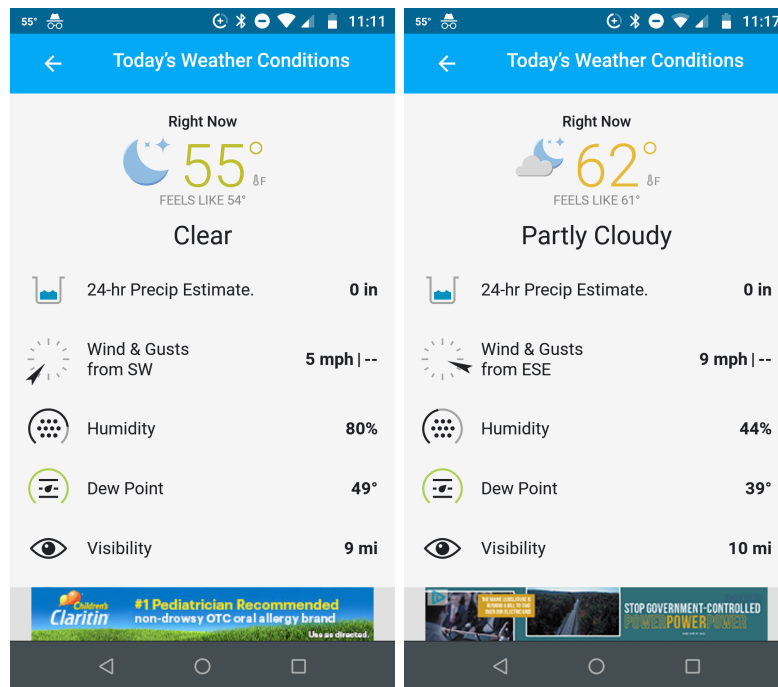 55° 11:11
Today's Weather Conditions
Right Now
55°
F
FEELS LIKE 54°
Clear
24-hr Precip Estimate. 0 in
Wind & Gusts
from SW
5 mph | --
Humidity 80%
Dew Point 49°
Visibility 9 mi
Children's
Claritin
#1 Pediatrician Recommended
non-drowsy OTC oral allergy brand
Use as directed.
55° 11:17
Today's Weather Conditions
Right Now
62°
F
FEELS LIKE 61°
Partly Cloudy
24-hr Precip Estimate. 0 in
Wind & Gusts
from ESE
9 mph | --
Humidity 44%
Dew Point 39°
Visibility 10 mi
THE MAINE LEGISLATURE IS
STOP GOVERNMENT-CONTROLLED
POWER POWER POWER